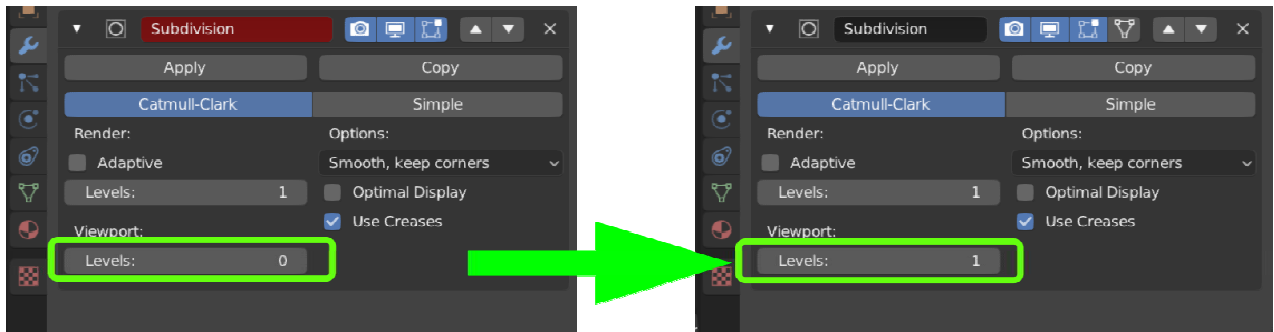 Subdivision
Apply Copy
Catmull-Clark Simple
Render: Options:
Adaptive Smooth, keep corners
Levels: 1 Optimal Display
Use Creases
Viewport:
Levels: 0
Subdivision
Apply Copy
Catmull-Clark Simple
Render: Options:
Adaptive Smooth, keep corners
Levels: 1 Optimal Display
Use Creases
Viewport:
Levels: 1